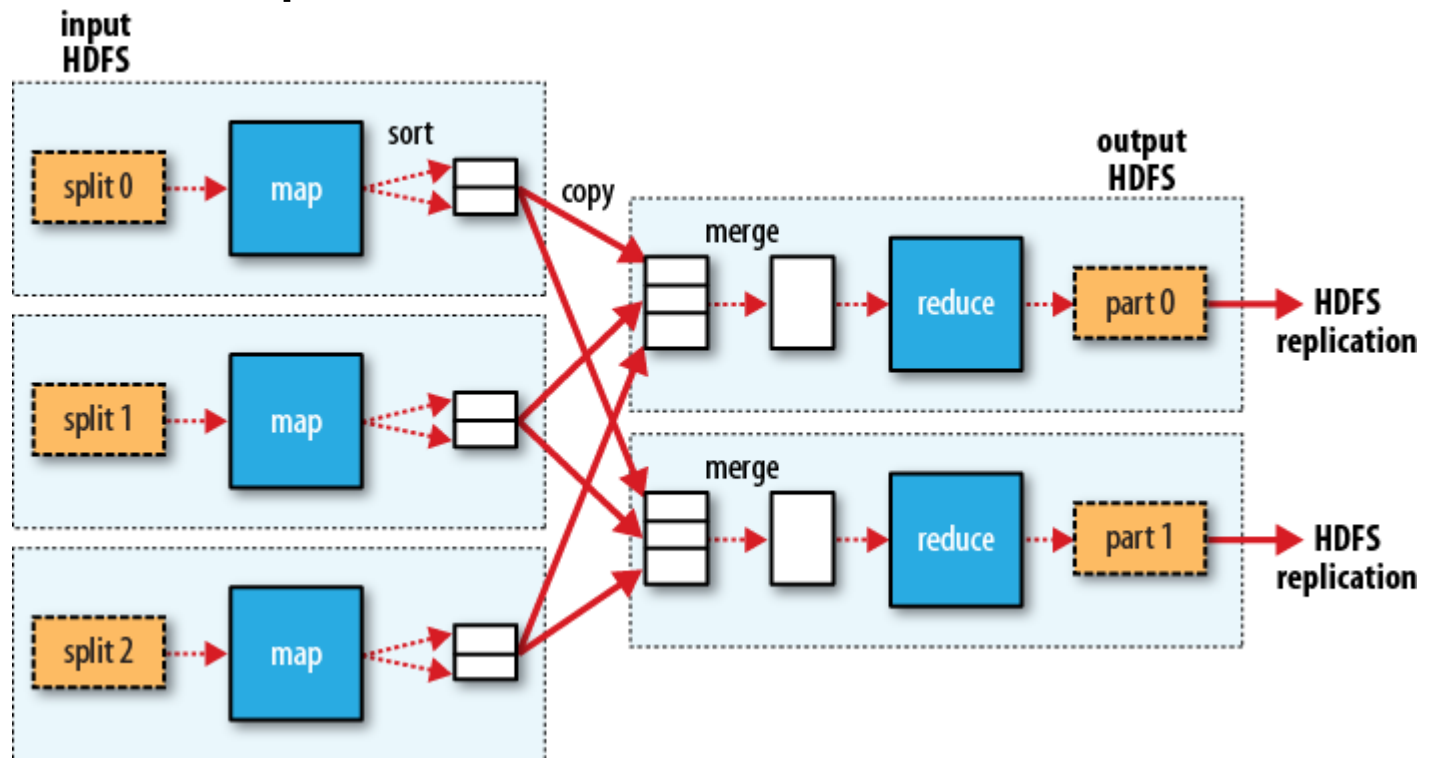 input
HDFS
sort
split 0
map
copy
output
HDFS
merge
reduce
part 0
HDFS
replication
split 1
map
merge
reduce
part 1
HDFS
replication
split 2
map